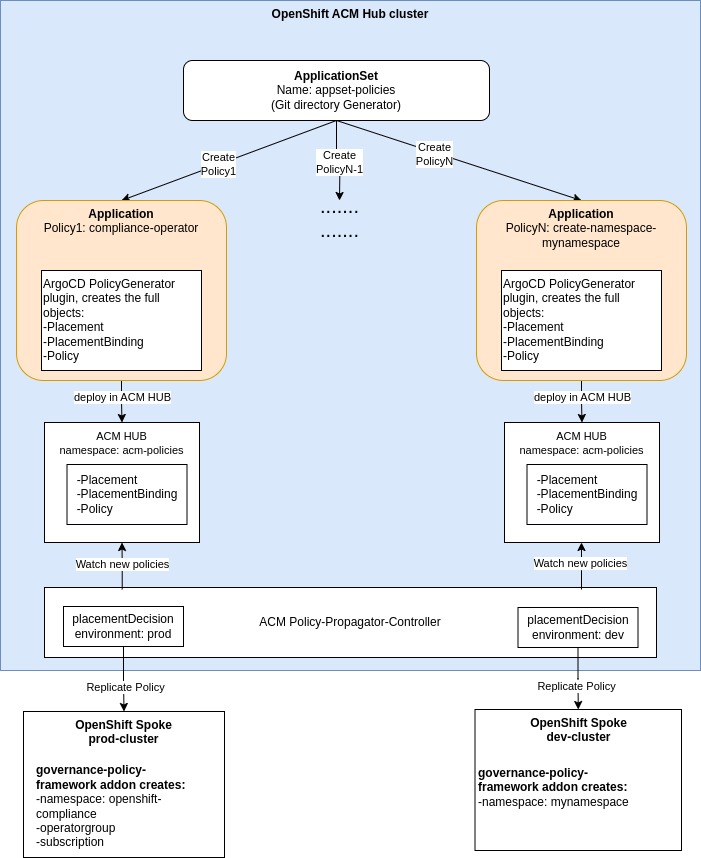 OpenShift ACM Hub cluster
ApplicationSet
Name: appset-policies
(Git directory Generator)
Create
Policy1
Create
PolicyN-1
Create
PolicyN
.......
.......
Application
Policy1: compliance-operator
ArgoCD PolicyGenerator
plugin, creates the full
objects:
-Placement
-PlacementBinding
-Policy
Application
PolicyN: create-namespace-
mynamespace
ArgoCD PolicyGenerator
plugin, creates the full
objects:
-Placement
-PlacementBinding
-Policy
deploy in ACM HUB
deploy in ACM HUB
ACM HUB
namespace: acm-policies
-Placement
-PlacementBinding
-Policy
ACM HUB
namespace: acm-policies
-Placement
-PlacementBinding
-Policy
Watch new policies
Watch new policies
placementDecision
environment: prod
ACM Policy-Propagator-Controller
placementDecision
environment: dev
Replicate Policy
Replicate Policy
OpenShift Spoke
prod-cluster
governance-policy-
framework addon creates:
-namespace: openshift-
compliance
-operatorgroup
-subscription
OpenShift Spoke
dev-cluster
governance-policy-
framework addon creates:
-namespace: mynamespace